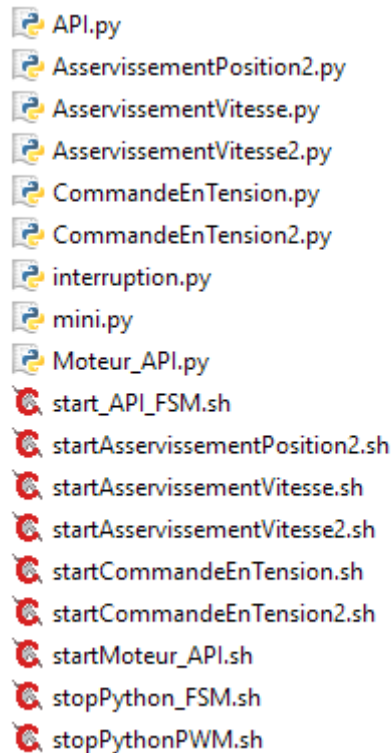 API.py
AsservissementPosition2.py
AsservissementVitesse.py
AsservissementVitesse2.py
CommandeEnTension.py
CommandeEnTension2.py
interruption.py
mini.py
Moteur_API.py
start_API_FSM.sh
startAsservissementPosition2.sh
startAsservissementVitesse.sh
startAsservissementVitesse2.sh
startCommandeEnTension.sh
startCommandeEnTension2.sh
startMoteur_API.sh
stopPython_FSM.sh
stopPythonPWM.sh